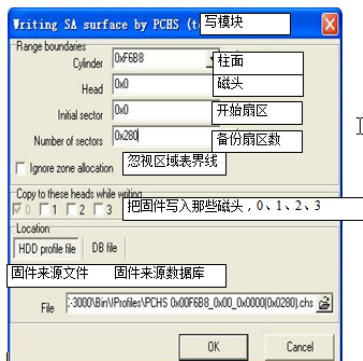 Writing SA surface by PCHS (t 写模块
Range boundaries
Cylinder 0xF6B8 柱面
Head 0x0 磁头
Initial sector 0x0 开始扇区
Number of sectors 0x280 备份扇区数
Ignore zone allocation 忽视区域表界线
Copy to these heads while writing
0 1 2 3 把固件写入那些磁头，0、1、2、3
Location
HDD profile file DB file
固件来源文件 固件来源数据库
File :-3000\Bin\IProfiles\PCHS 0x00F6B8_0x00_0x0000(0x0280).chs
OK Cancel